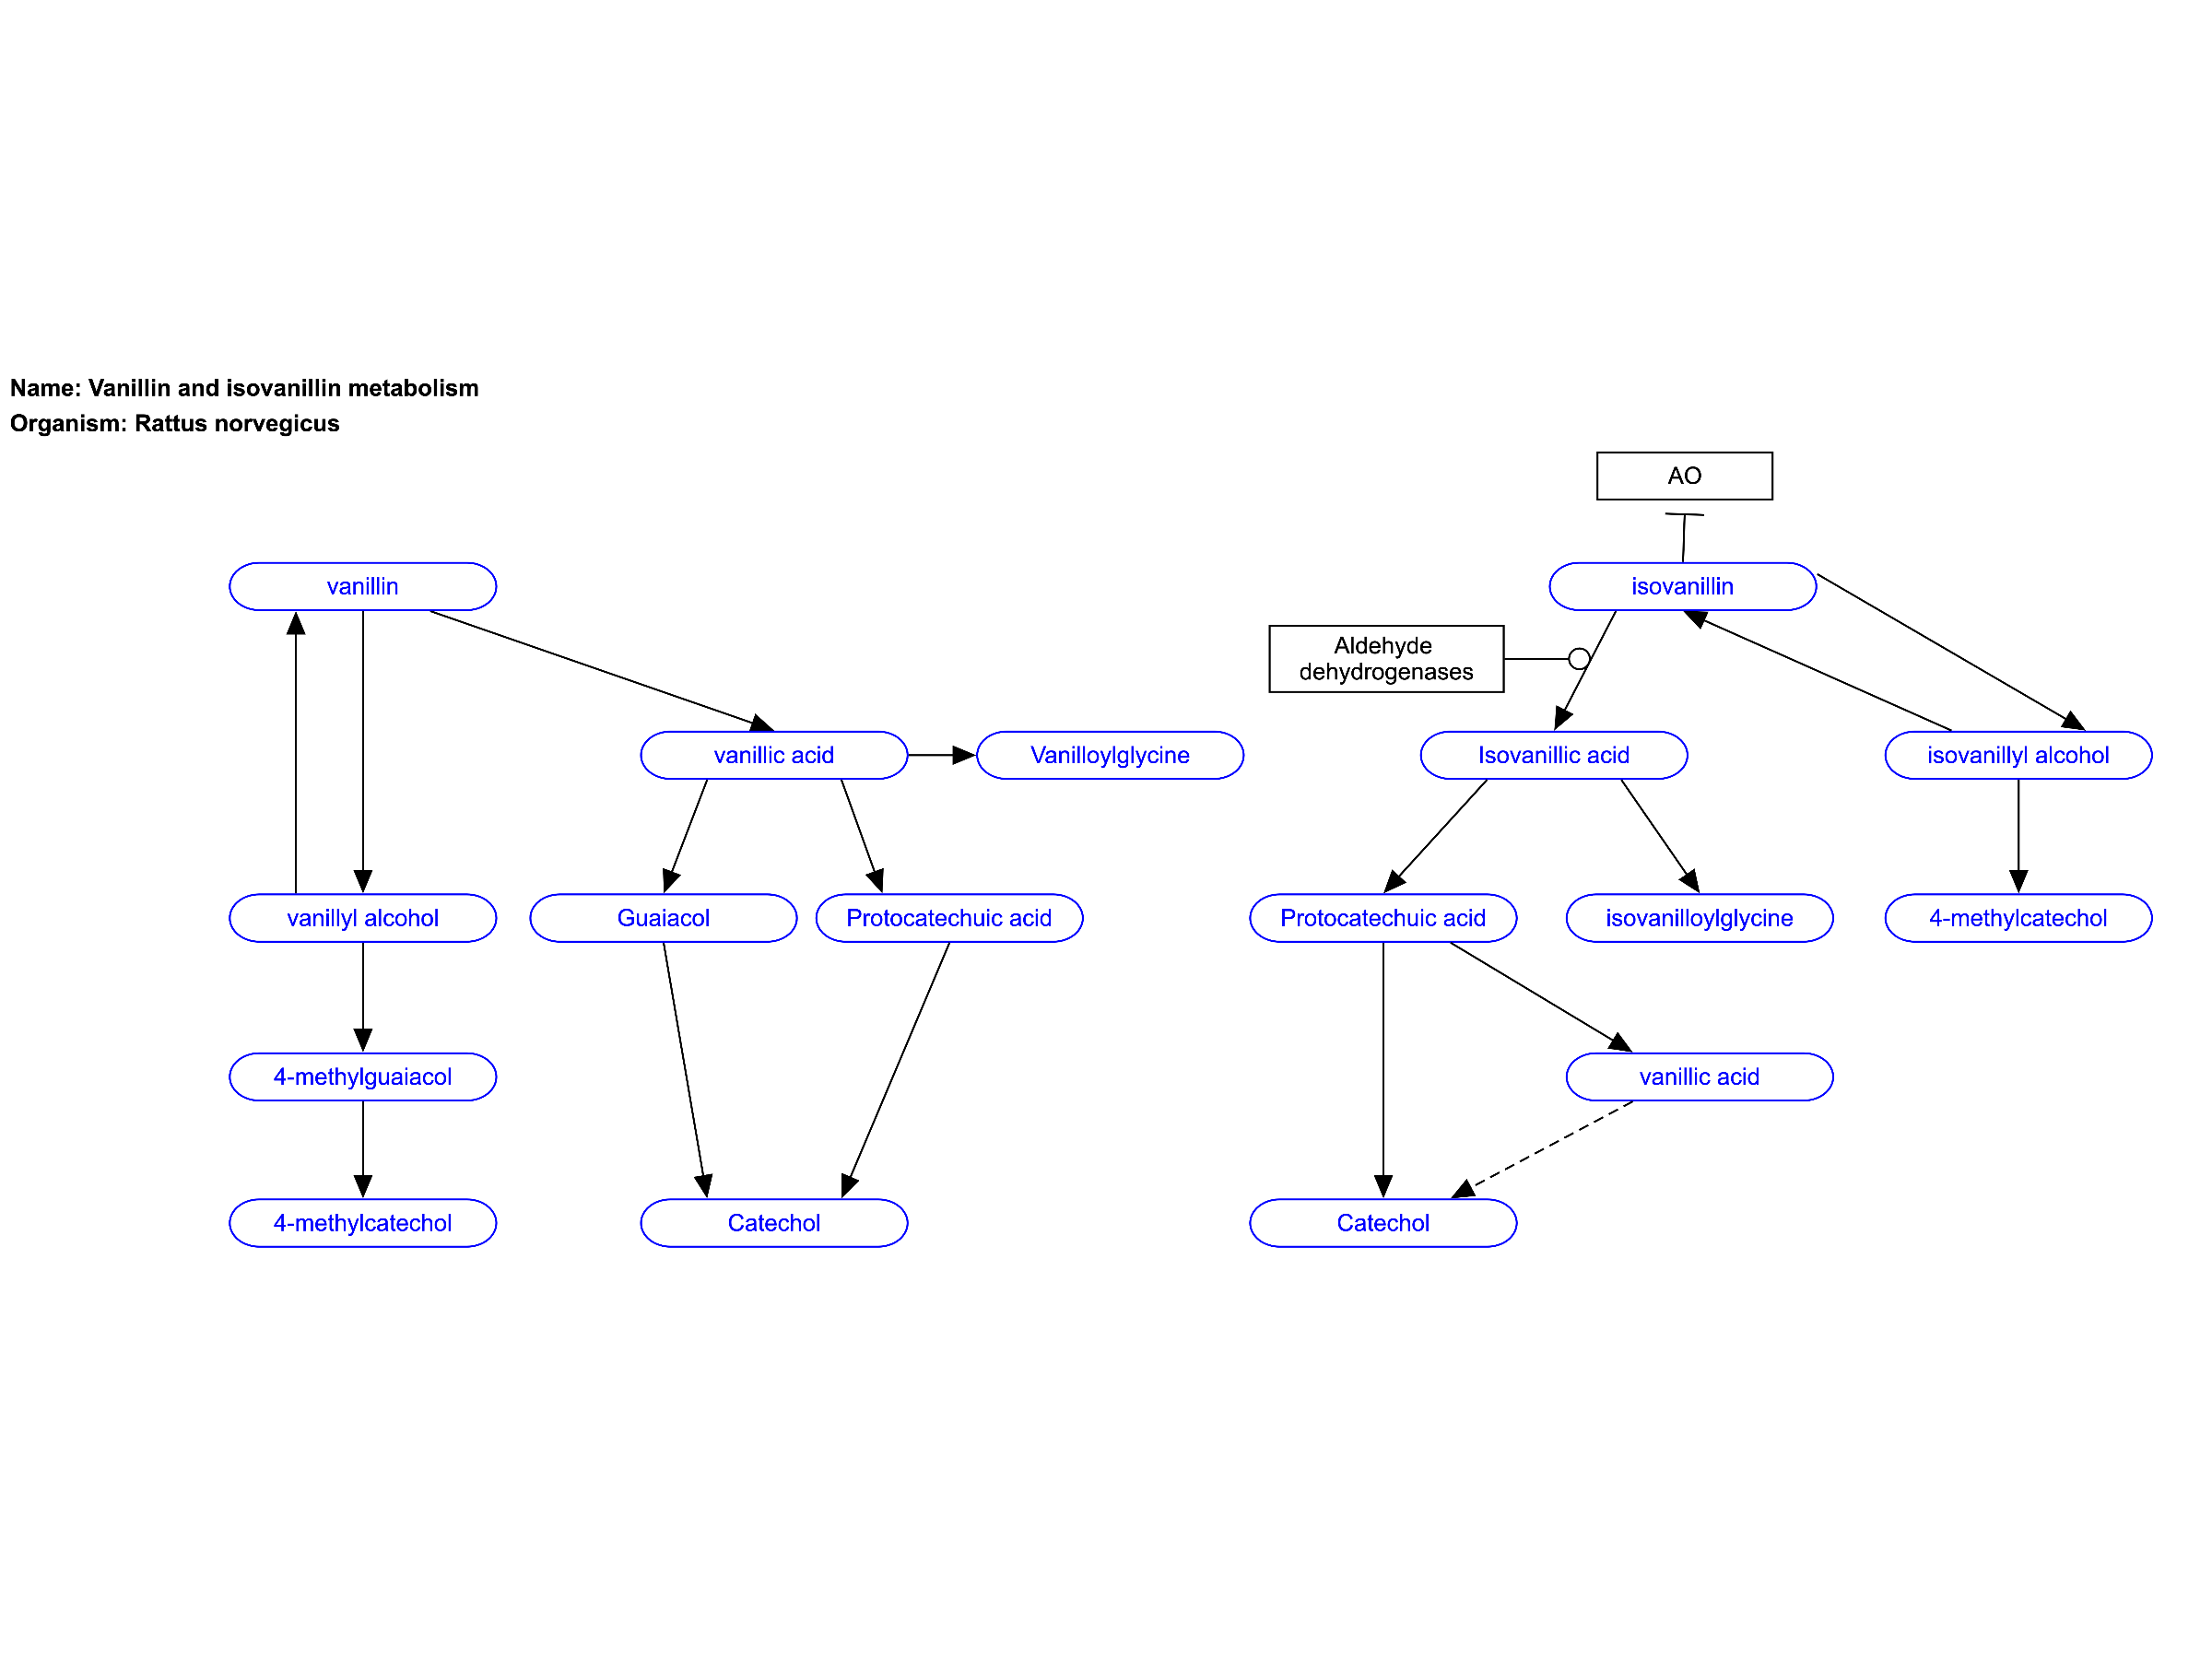 Name: Vanillin and isovanillin metabolism
Organism: Rattus norvegicus
AO
vanillin
isovanillin
Aldehyde
dehydrogenases
vanillic acid
Vanilloylglycine
Isovanillic acid
isovanillyl alcohol
vanillyl alcohol
Guaiacol
Protocatechuic acid
Protocatechuic acid
isovanilloylglycine
4-methylcatechol
4-methylguaiacol
vanillic acid
4-methylcatechol
Catechol
Catechol